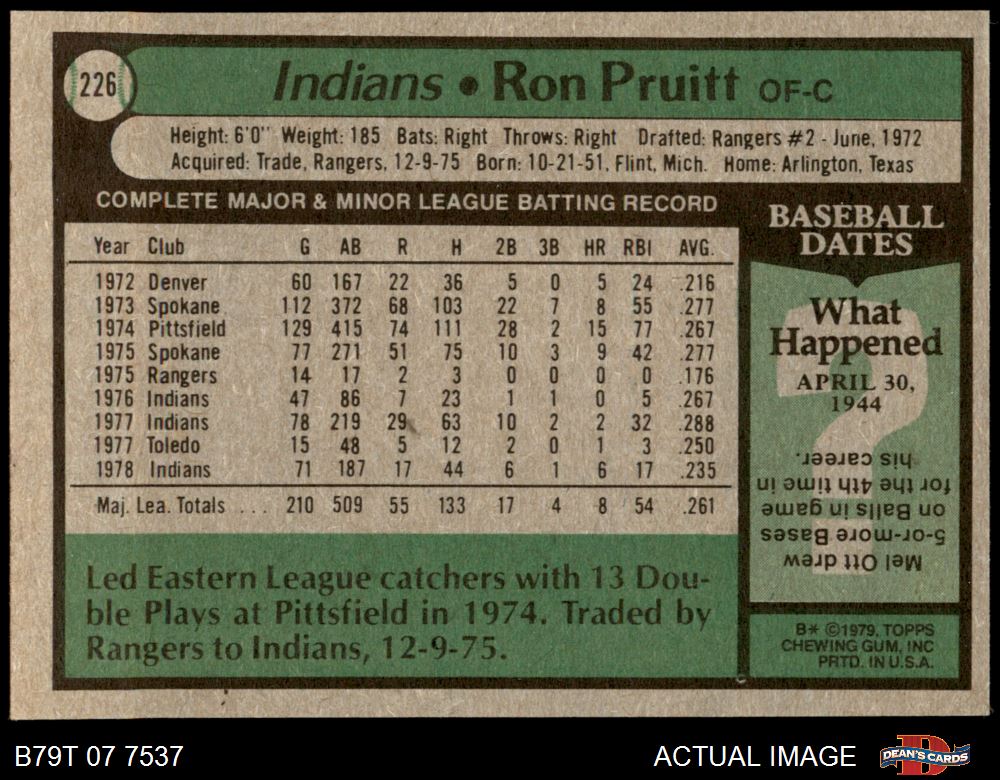 226
Indians • Ron Pruitt OF-C
Height: 6'0" Weight: 185 Bats: Right Throws: Right Drafted: Rangers #2 - June, 1972
Acquired: Trade, Rangers, 12-9-75 Born: 10-21-51, Flint, Mich. Home: Arlington, Texas
COMPLETE MAJOR & MINOR LEAGUE BATTING RECORD
Year Club G AB R H 2B 3B HR RBI AVG.
1972 Denver 60 167 22 36 5 0 5 24 .216
1973 Spokane 112 372 68 103 22 7 8 55 .277
1974 Pittsfield 129 415 74 111 28 2 15 77 .267
1975 Spokane 77 271 51 75 10 3 9 42 .277
1975 Rangers 14 17 2 3 0 0 0 0 .176
1976 Indians 47 86 7 23 1 1 0 5 .267
1977 Indians 78 219 29 63 10 2 2 32 .288
1977 Toledo 15 48 5 12 2 0 1 3 .250
1978 Indians 71 187 17 44 6 1 6 17 .235
Maj. Lea. Totals ... 210 509 55 133 17 4 8 54 .261
Led Eastern League catchers with 13 Dou-
ble Plays at Pittsfield in 1974. Traded by
Rangers to Indians, 12-9-75.
BASEBALL
DATES
What
Happened
APRIL 30,
1944
?
Mel Ott drew
5-or-more Bases
on Balls in game
for the 4th time in
his career.
B* ©1979, TOPPS
CHEWING GUM, INC
PRTD. IN U.S.A.
B79T 07 7537
ACTUAL IMAGE
DEAN'S CARDS